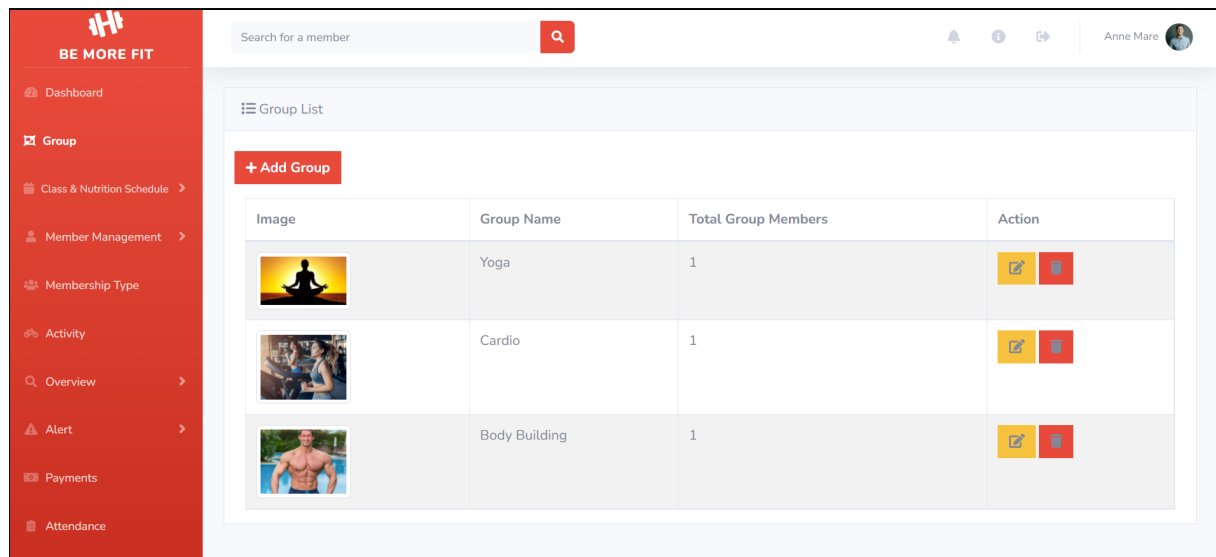 BE MORE FIT
Dashboard
Group
Class & Nutrition Schedule
Member Management
Membership Type
Activity
Overview
Alert
Payments
Attendance
Search for a member
Anne Mare
Group List
+ Add Group
Image Group Name Total Group Members Action
Yoga 1
Cardio 1
Body Building 1